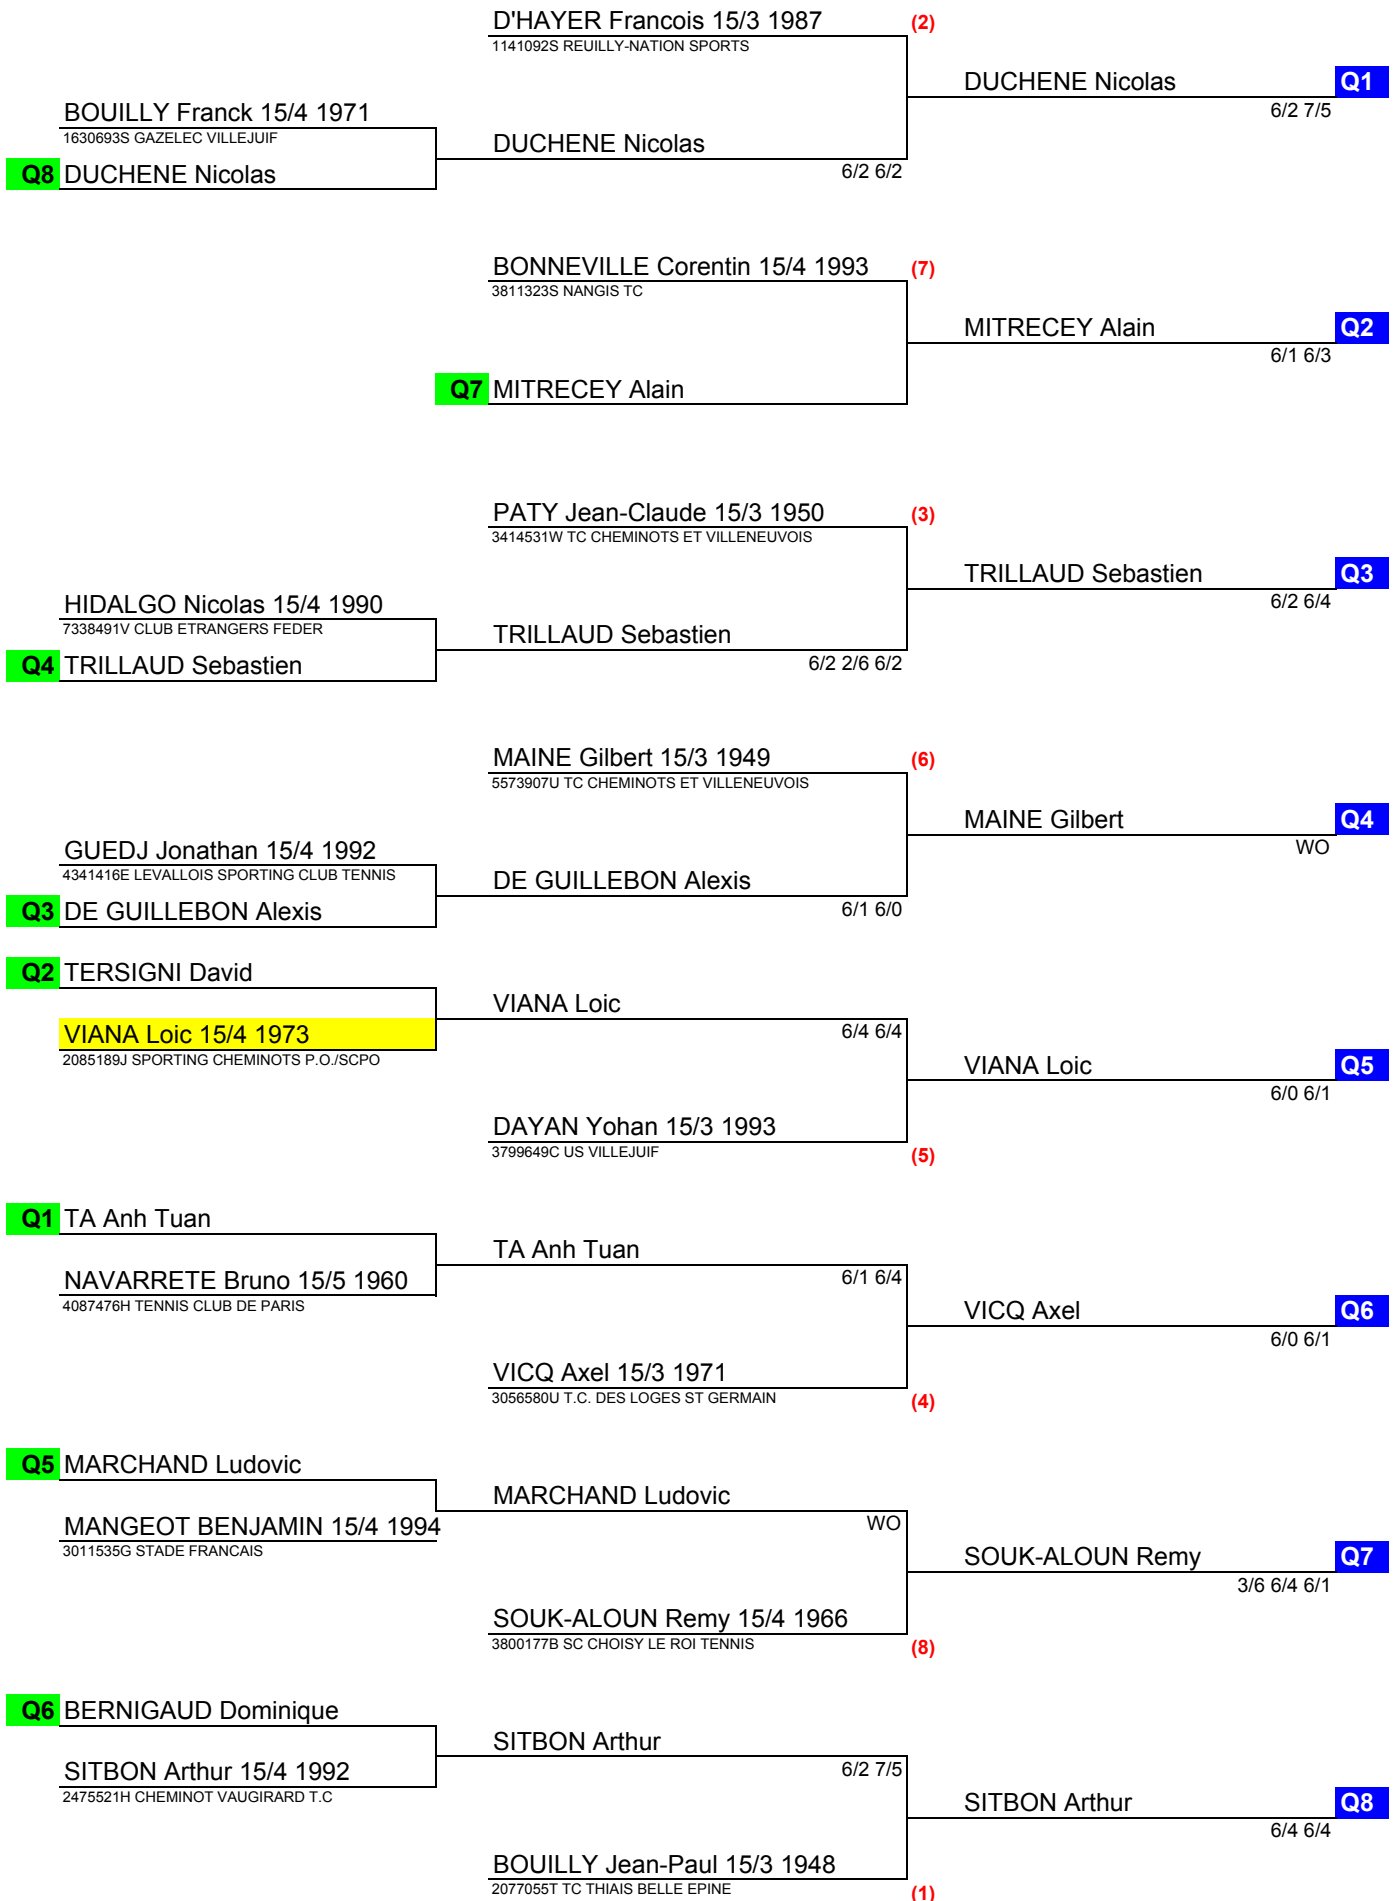 D'HAYER Francois 15/3 1987 (2)
1141092S REUILLY-NATION SPORTS
DUCHENE Nicolas Q1
6/2 7/5
BOUILLY Franck 15/4 1971
1630693S GAZELEC VILLEJUIF
DUCHENE Nicolas
6/2 6/2
Q8 DUCHENE Nicolas
BONNEVILLE Corentin 15/4 1993 (7)
3811323S NANGIS TC
MITRECEY Alain Q2
6/1 6/3
Q7 MITRECEY Alain
PATY Jean-Claude 15/3 1950 (3)
3414531W TC CHEMINOTS ET VILLENEUVOIS
TRILLAUD Sebastien Q3
6/2 6/4
HIDALGO Nicolas 15/4 1990
7338491V CLUB ETRANGERS FEDER
TRILLAUD Sebastien
6/2 2/6 6/2
Q4 TRILLAUD Sebastien
MAINE Gilbert 15/3 1949 (6)
5573907U TC CHEMINOTS ET VILLENEUVOIS
MAINE Gilbert Q4
WO
GUEDJ Jonathan 15/4 1992
4341416E LEVALLOIS SPORTING CLUB TENNIS
DE GUILLEBON Alexis
6/1 6/0
Q3 DE GUILLEBON Alexis
Q2 TERSIGNI David
VIANA Loic
6/4 6/4
VIANA Loic 15/4 1973
2085189J SPORTING CHEMINOTS P.O./SCPO
VIANA Loic Q5
6/0 6/1
DAYAN Yohan 15/3 1993
3799649C US VILLEJUIF (5)
Q1 TA Anh Tuan
TA Anh Tuan
6/1 6/4
NAVARRETE Bruno 15/5 1960
4087476H TENNIS CLUB DE PARIS
VICQ Axel Q6
6/0 6/1
VICQ Axel 15/3 1971
3056580U T.C. DES LOGES ST GERMAIN (4)
Q5 MARCHAND Ludovic
MARCHAND Ludovic
WO
MANGEOT BENJAMIN 15/4 1994
3011535G STADE FRANCAIS
SOUK-ALOUN Remy Q7
3/6 6/4 6/1
SOUK-ALOUN Remy 15/4 1966
3800177B SC CHOISY LE ROI TENNIS (8)
Q6 BERNIGAUD Dominique
SITBON Arthur
6/2 7/5
SITBON Arthur 15/4 1992
2475521H CHEMINOT VAUGIRARD T.C
SITBON Arthur Q8
6/4 6/4
BOUILLY Jean-Paul 15/3 1948
2077055T TC THIAIS BELLE EPINE (1)